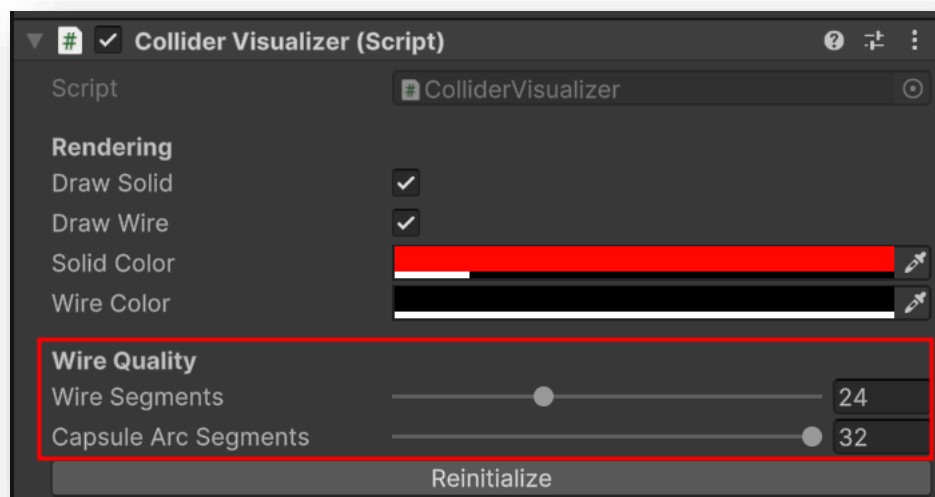 Collider Visualizer (Script)
Script
ColliderVisualizer
Rendering
Draw Solid
Draw Wire
Solid Color
Wire Color
Wire Quality
Wire Segments 24
Capsule Arc Segments 32
Reinitialize